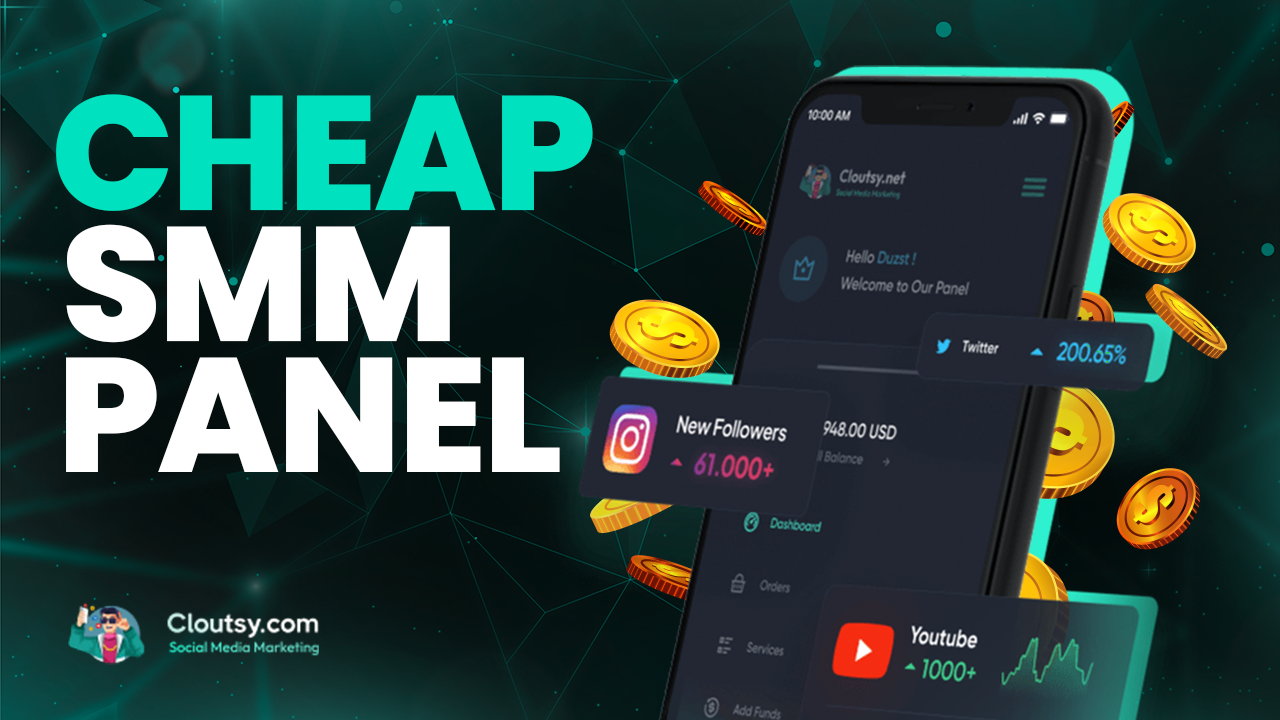 CHEAP
SMM
PANEL
Cloutsy.com
Social Media Marketing
10:00 AM
Cloutsy.net
Social Media Marketing
Hello Duzst !
Welcome to Our Panel
Twitter 200.65%
New Followers
61.000+
948.00 USD
Balance
Dashboard
Orders
Services
Add Funds
Youtube
1000+